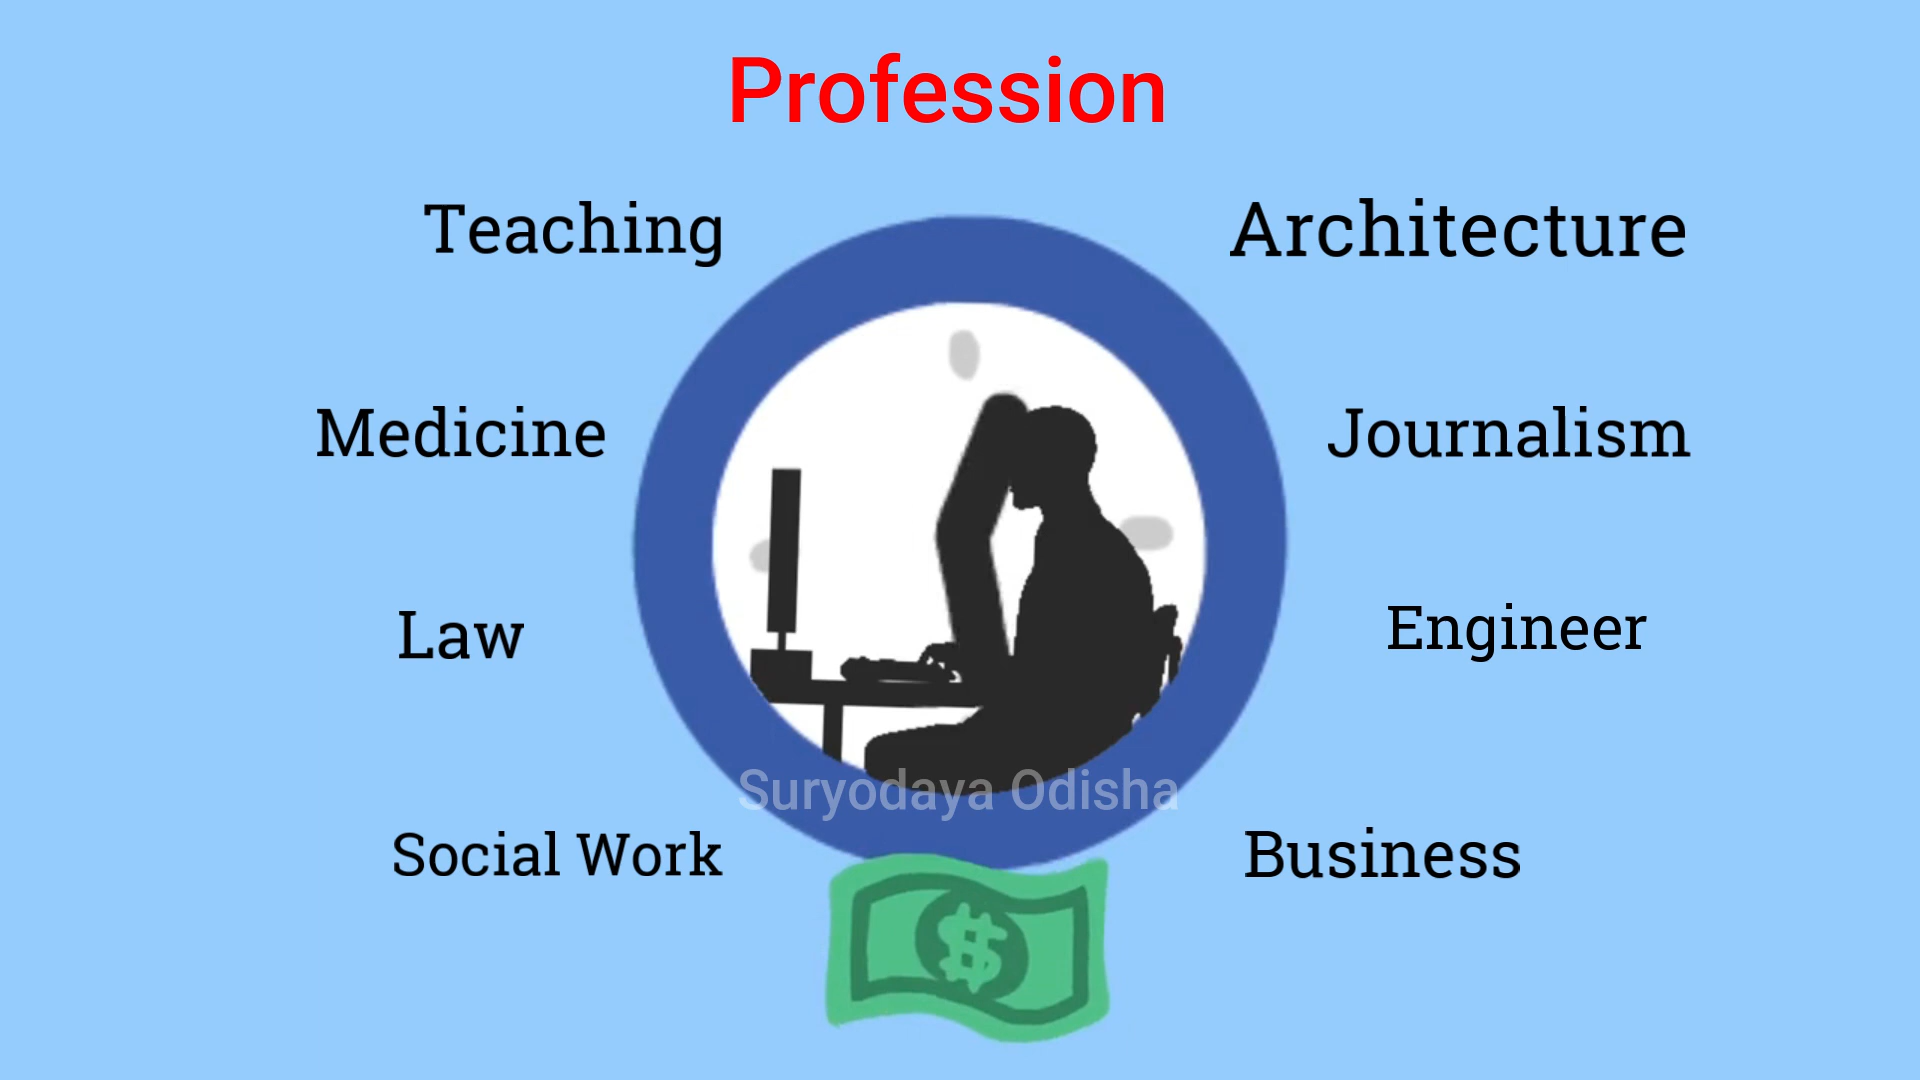 Profession
Teaching
Architecture
Medicine
Journalism
Law
Engineer
Suryodaya Odisha
Social Work
Business
$